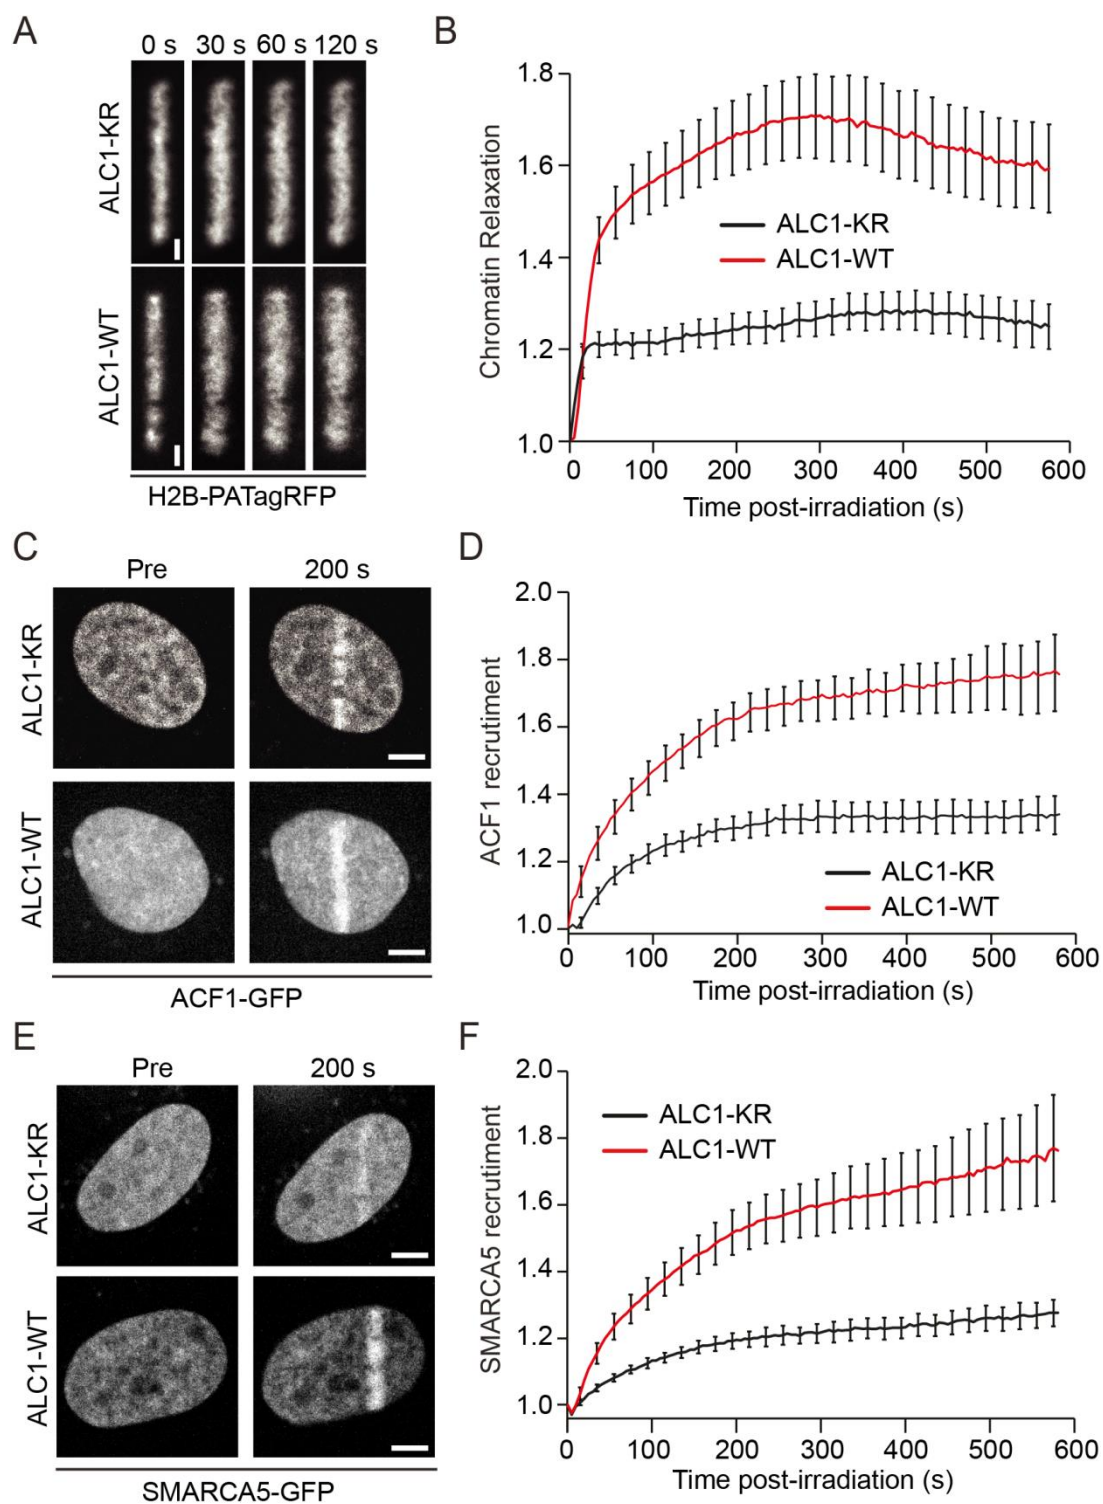 A
0 s 30 s 60 s 120 s
ALC1-KR
ALC1-WT
H2B-PATagRFP
B
1.8
1.6
1.4
1.2
1.0
Chromatin Relaxation
ALC1-KR
ALC1-WT
0 100 200 300 400 500 600
Time post-irradiation (s)
C
Pre 200 s
ALC1-KR
ALC1-WT
ACF1-GFP
D
2.0
1.8
1.6
1.4
1.2
1.0
ACF1 recrutiment
ALC1-KR
ALC1-WT
0 100 200 300 400 500 600
Time post-irradiation (s)
E
Pre 200 s
ALC1-KR
ALC1-WT
SMARCA5-GFP
F
2.0
1.8
1.6
1.4
1.2
1.0
SMARCA5 recrutiment
ALC1-KR
ALC1-WT
0 100 200 300 400 500 600
Time post-irradiation (s)